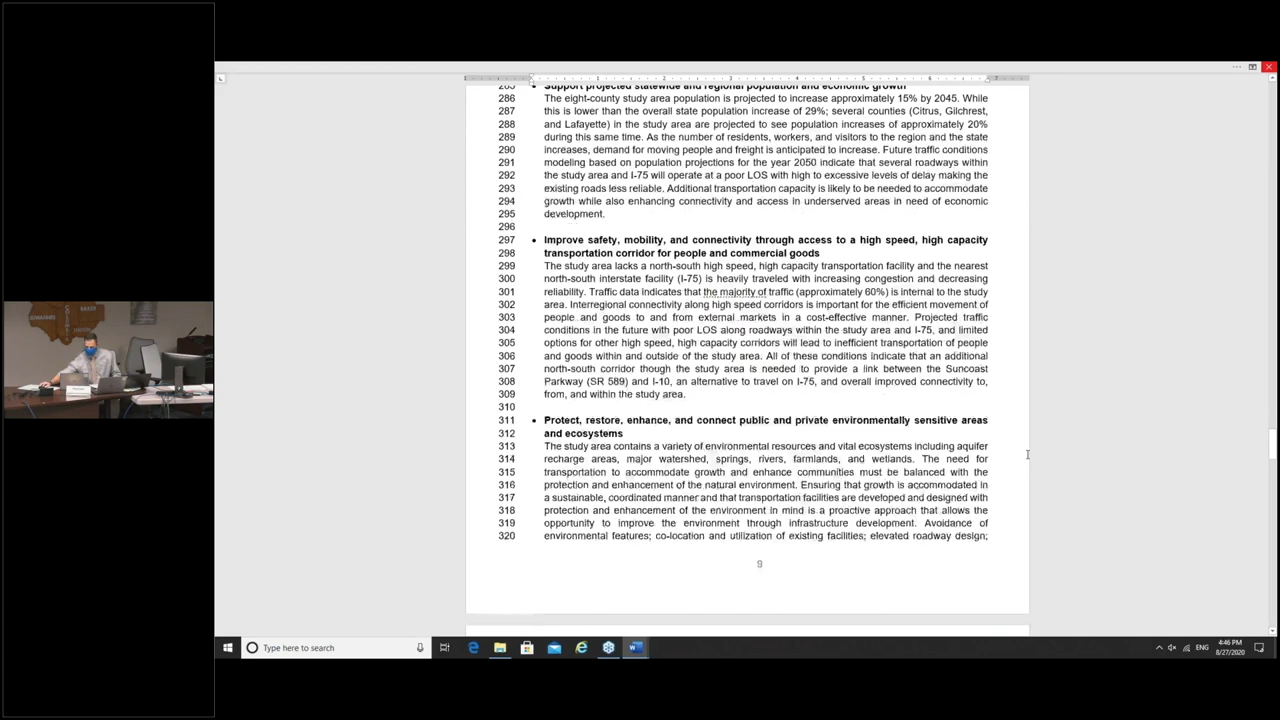 Support projected statewide and regional population and economic growth
286 The eight-county study area population is projected to increase approximately 15% by 2045. While
287 this is lower than the overall state population increase of 29%; several counties (Citrus, Gilchrest,
288 and Lafayette) in the study area are projected to see population increases of approximately 20%
289 during this same time. As the number of residents, workers, and visitors to the region and the state
290 increases, demand for moving people and freight is anticipated to increase. Future traffic conditions
291 modeling based on population projections for the year 2050 indicate that several roadways within
292 the study area and I-75 will operate at a poor LOS with high to excessive levels of delay making the
293 existing roads less reliable. Additional transportation capacity is likely to be needed to accommodate
294 growth while also enhancing connectivity and access in underserved areas in need of economic
295 development.
296
297 • Improve safety, mobility, and connectivity through access to a high speed, high capacity
298 transportation corridor for people and commercial goods
299 The study area lacks a north-south high speed, high capacity transportation facility and the nearest
300 north-south interstate facility (I-75) is heavily traveled with increasing congestion and decreasing
301 reliability. Traffic data indicates that the majority of traffic (approximately 60%) is internal to the study
302 area. Interregional connectivity along high speed corridors is important for the efficient movement of
303 people and goods to and from external markets in a cost-effective manner. Projected traffic
304 conditions in the future with poor LOS along roadways within the study area and I-75, and limited
305 options for other high speed, high capacity corridors will lead to inefficient transportation of people
306 and goods within and outside of the study area. All of these conditions indicate that an additional
307 north-south corridor though the study area is needed to provide a link between the Suncoast
308 Parkway (SR 589) and I-10, an alternative to travel on I-75, and overall improved connectivity to,
309 from, and within the study area.
310
311 • Protect, restore, enhance, and connect public and private environmentally sensitive areas
312 and ecosystems
313 The study area contains a variety of environmental resources and vital ecosystems including aquifer
314 recharge areas, major watershed, springs, rivers, farmlands, and wetlands. The need for
315 transportation to accommodate growth and enhance communities must be balanced with the
316 protection and enhancement of the natural environment. Ensuring that growth is accommodated in
317 a sustainable, coordinated manner and that transportation facilities are developed and designed with
318 protection and enhancement of the environment in mind is a proactive approach that allows the
319 opportunity to improve the environment through infrastructure development. Avoidance of
320 environmental features; co-location and utilization of existing facilities; elevated roadway design;
9
Type here to search
ENG
4:46 PM
8/27/2020